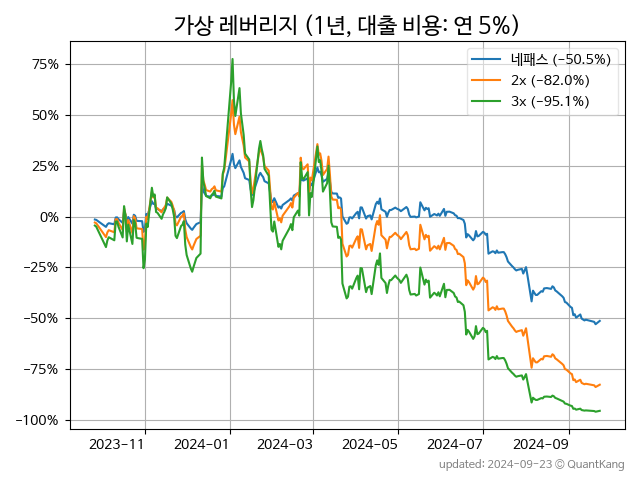 가상 레버리지 (1년, 대출 비용: 연 5%)
네패스 (−50.5%)
2x (−82.0%)
3x (−95.1%)
75%
50%
25%
0%
−25%
−50%
−75%
−100%
2023-11 2024-01 2024-03 2024-05 2024-07 2024-09
updated: 2024-09-23 © QuantKang